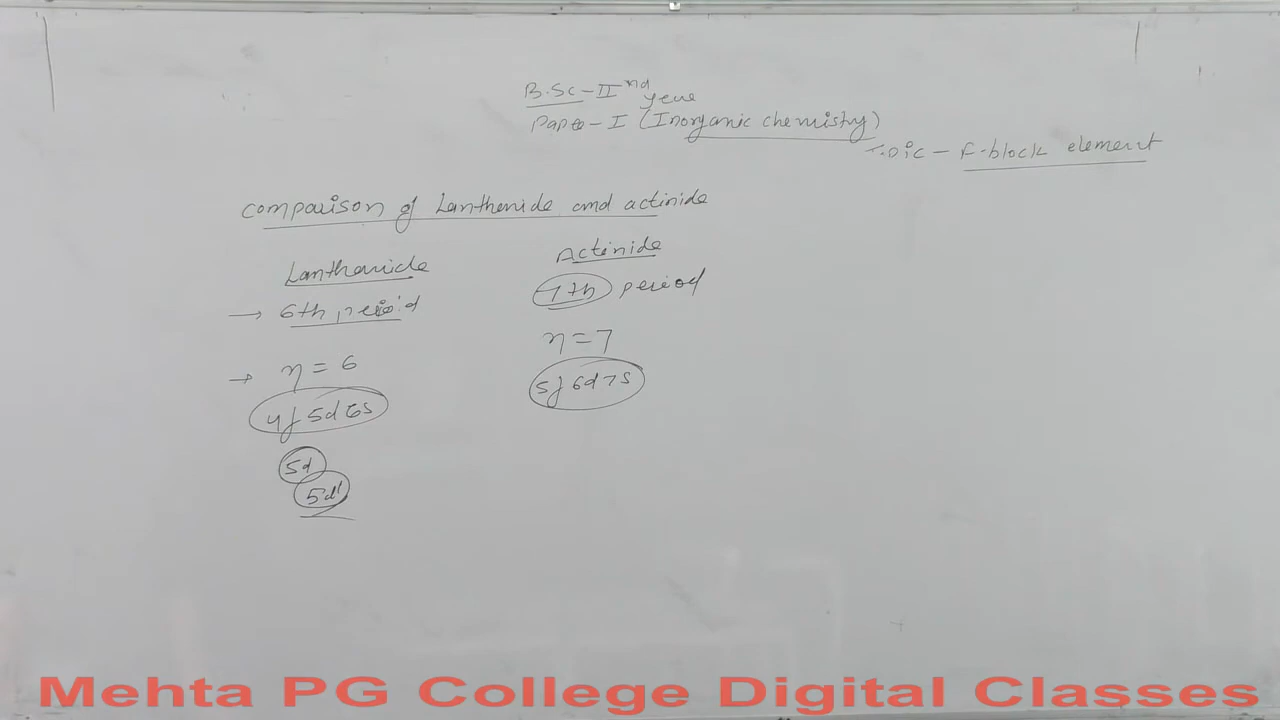 B.Sc-IInd year
Paper-I (Inorganic chemistry)
Topic - F-block element
comparison of Lanthenide and actinide
Lanthenide
Actinide
→ 6th period
7th period
→ n = 6
n = 7
4f 5d 6s
5f 6d 7s
5d
5d1
Mehta PG College Digital Classes